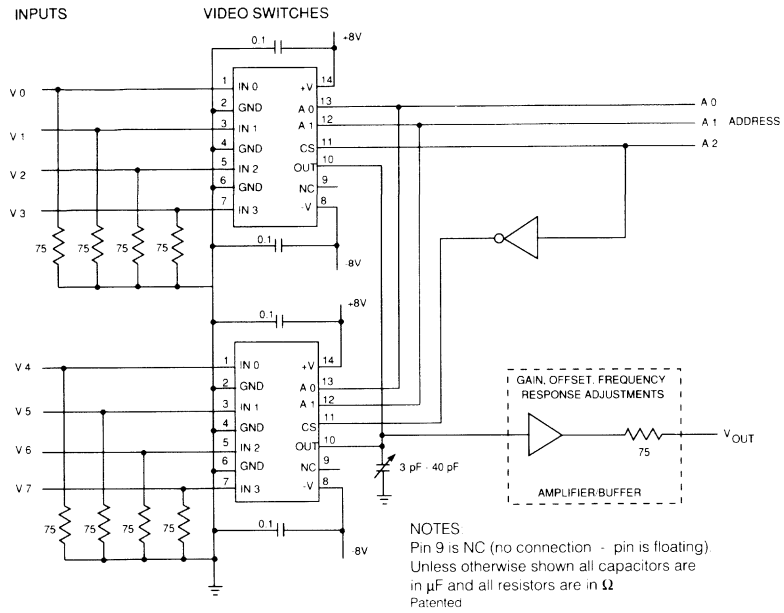 INPUTS
VIDEO SWITCHES
0.1
+8V
1 IN 0 +V 14
V 0
2 GND A 0 13
A 0
3 IN 1 A 1 12
V 1
A 1 ADDRESS
4 GND CS 11
A 2
5 IN 2 OUT 10
V 2
6 GND NC 9
7 IN 3 -V 8
V 3
75 75 75 75
0.1
-8V
+8V
0.1
1 IN 0 +V 14
V 4
2 GND A 0 13
3 IN 1 A 1 12
V 5
4 GND CS 11
5 IN 2 OUT 10
V 6
6 GND NC 9
7 IN 3 -V 8
V 7
75 75 75 75
0.1
-8V
3 pF - 40 pF
GAIN, OFFSET. FREQUENCY
RESPONSE ADJUSTMENTS
75
VOUT
AMPLIFIER/BUFFER
NOTES:
Pin 9 is NC (no connection - pin is floating).
Unless otherwise shown all capacitors are
in µF and all resistors are in Ω
Patented